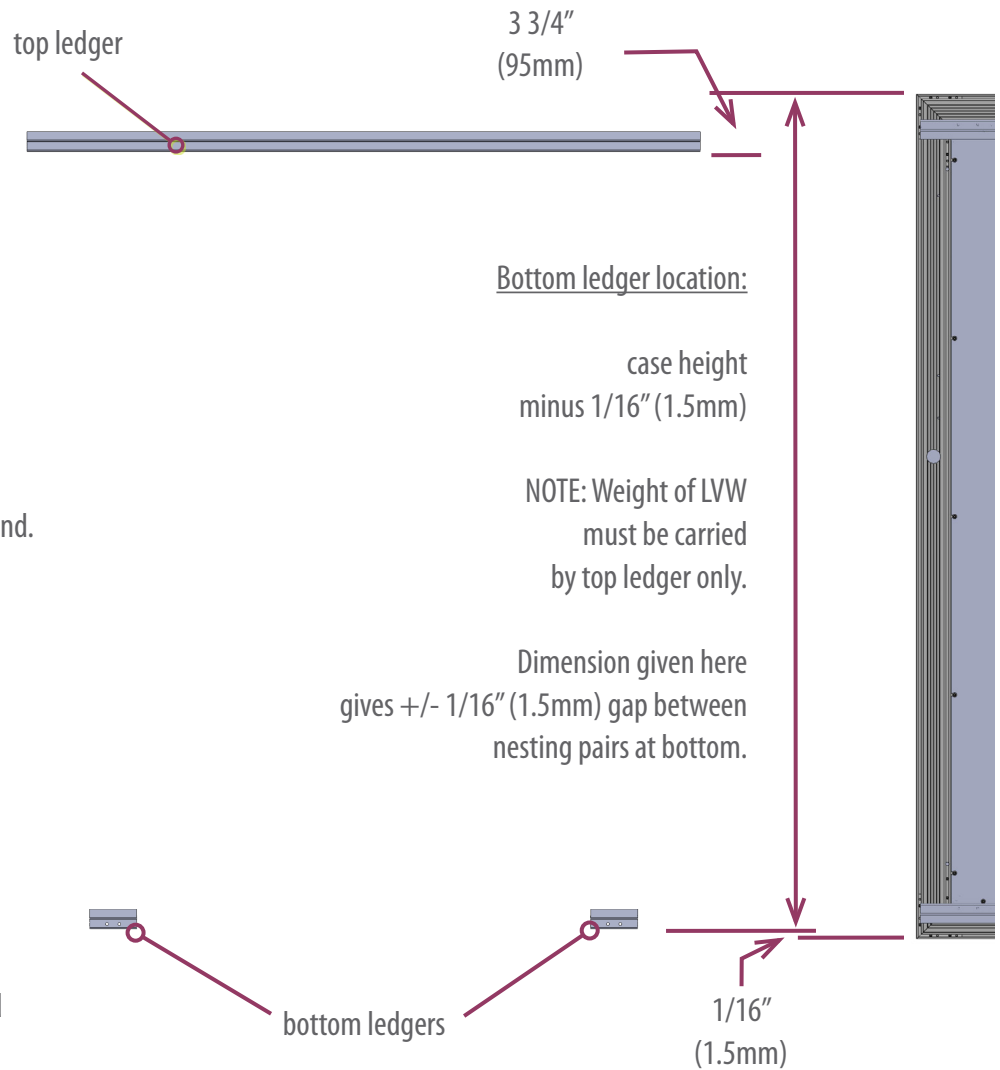 top ledger
3 3/4”
(95mm)
Bottom ledger location:
case height
minus 1/16” (1.5mm)
NOTE: Weight of LVW
must be carried
by top ledger only.
nd.
Dimension given here
gives +/- 1/16” (1.5mm) gap between
nesting pairs at bottom.
bottom ledgers
1/16”
(1.5mm)